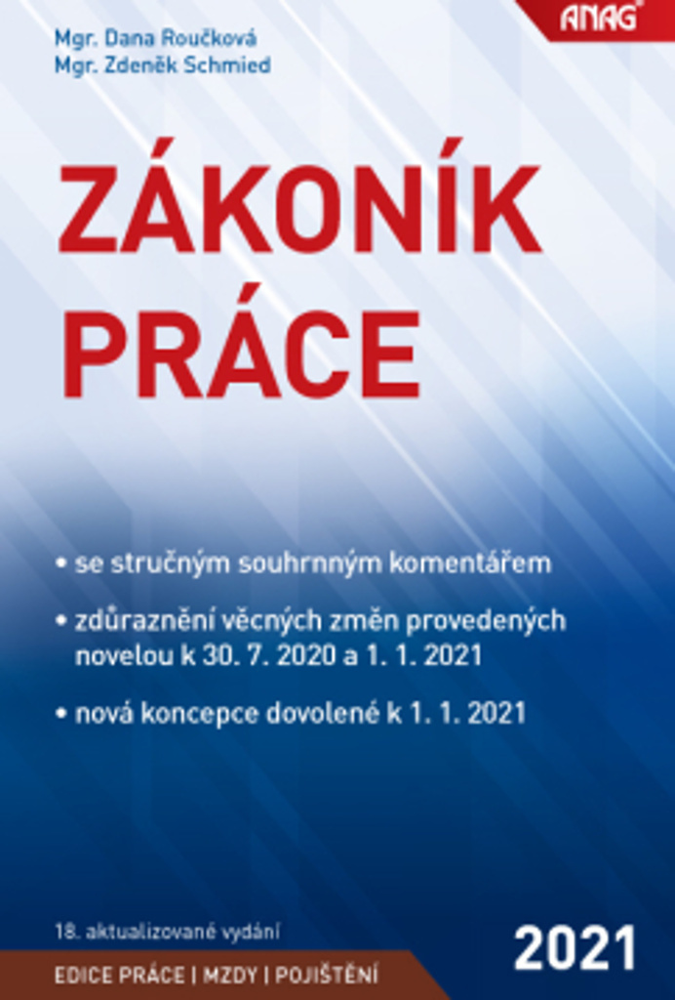 ANAG
Mgr. Dana Roučková
Mgr. Zdeněk Schmied
ZÁKONÍK
PRÁCE
• se stručným souhrnným komentářem
• zdůraznění věcných změn provedených
novelou k 30. 7. 2020 a 1. 1. 2021
• nová koncepce dovolené k 1. 1. 2021
18. aktualizované vydání
2021
EDICE PRÁCE | MZDY | POJIŠTĚNÍ